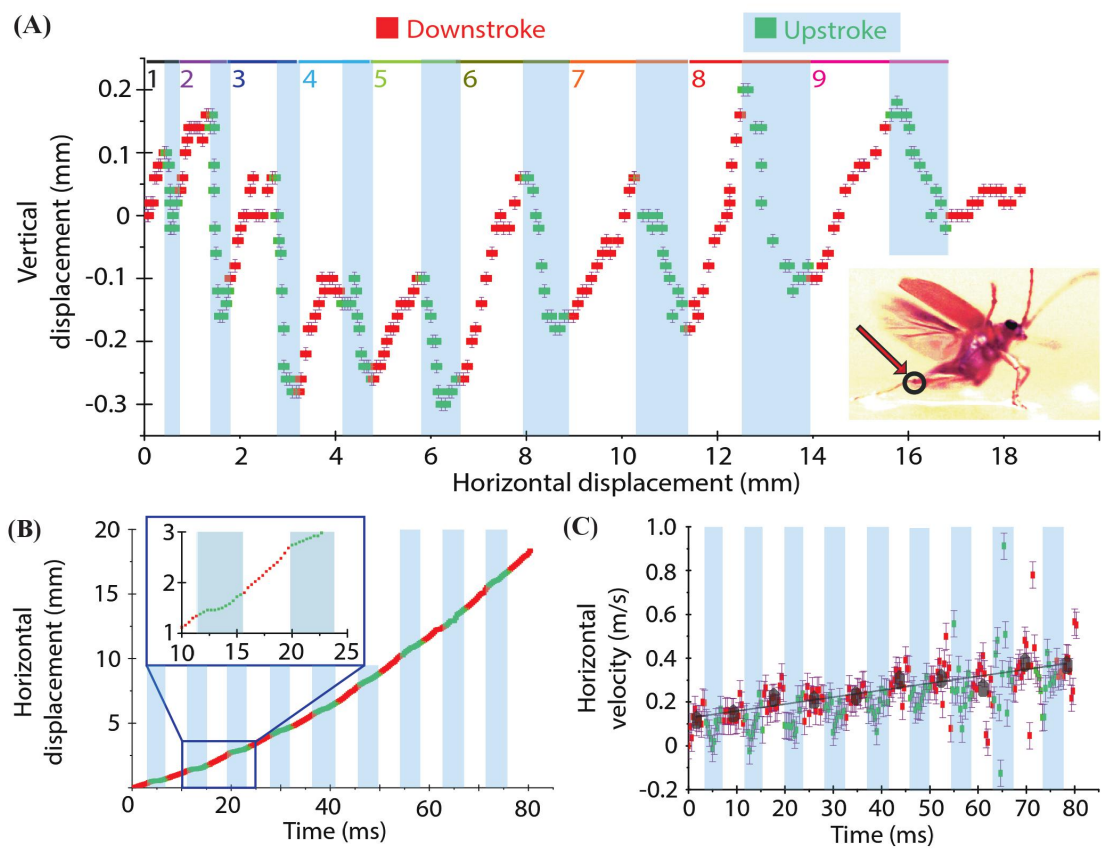 (A)
Downstroke
Upstroke
1 2 3 4 5 6 7 8 9
Vertical
displacement (mm)
0.2
0.1
0
-0.1
-0.2
-0.3
0 2 4 6 8 10 12 14 16 18
Horizontal displacement (mm)
(B)
Horizontal
displacement (mm)
20
15
10
5
0
3
2
1
10 15 20 25
0 20 40 60 80
Time (ms)
(C)
Horizontal
velocity (m/s)
1.0
0.8
0.6
0.4
0.2
0
-0.2
0 10 20 30 40 50 60 70 80
Time (ms)